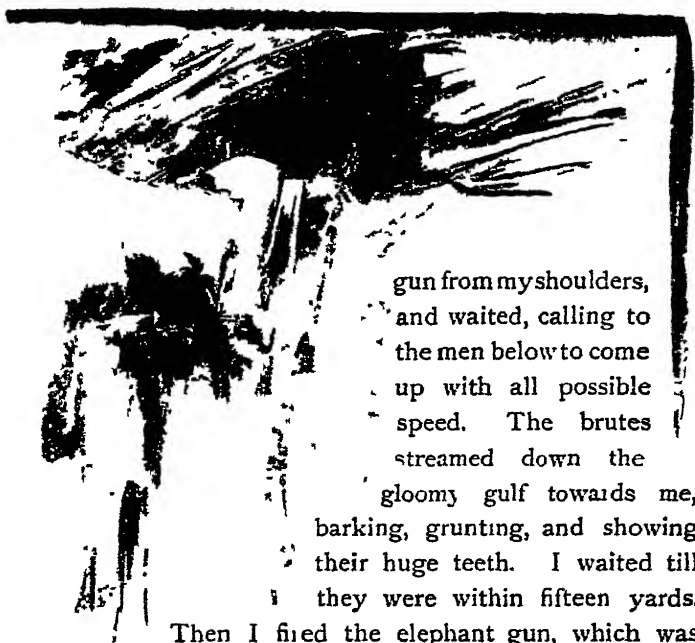 gun from my shoulders,
and waited, calling to
the men below to come
up with all possible
speed. The brutes
streamed down the
gloomy gulf towards me,
barking, grunting, and showing
their huge teeth. I waited till
they were within fifteen yards.
Then I fired the elephant gun, which was